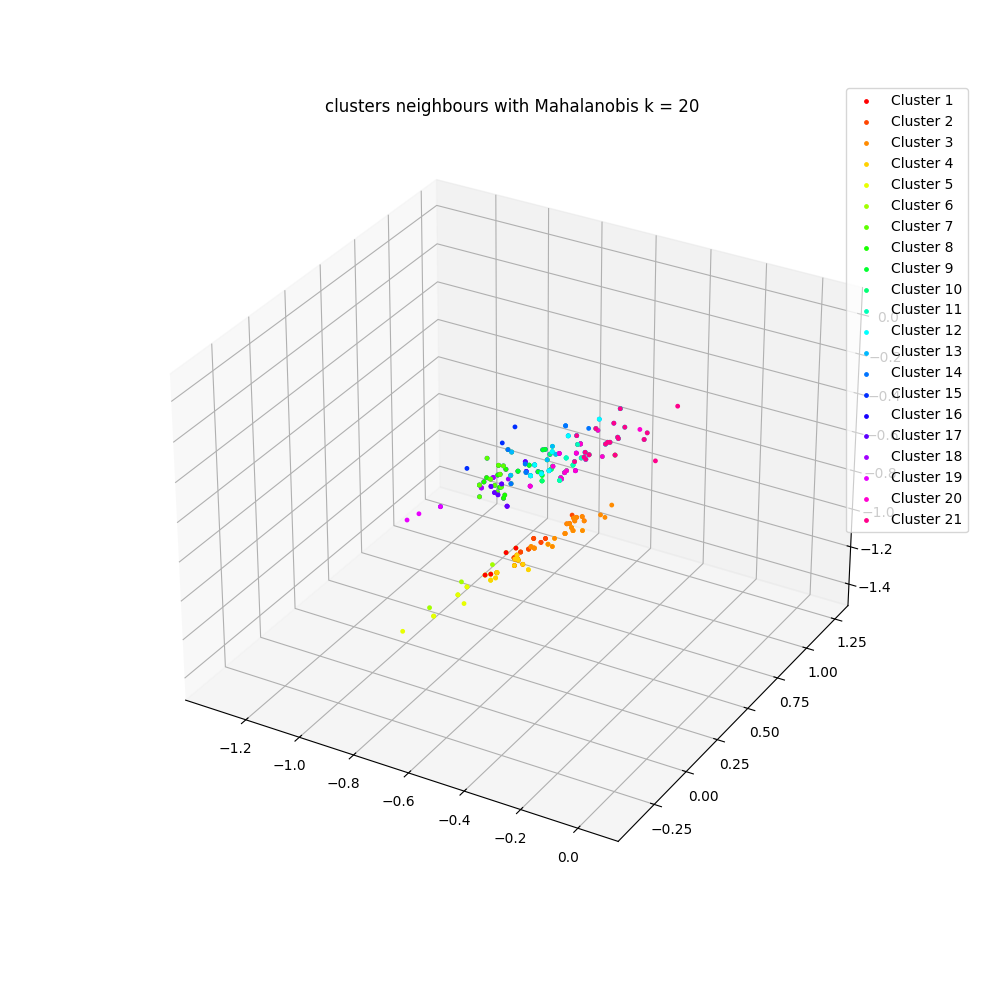 clusters neighbours with Mahalanobis k = 20
Cluster 1
Cluster 2
Cluster 3
Cluster 4
Cluster 5
Cluster 6
Cluster 7
Cluster 8
Cluster 9
Cluster 10
Cluster 11
Cluster 12
Cluster 13
Cluster 14
Cluster 15
Cluster 16
Cluster 17
Cluster 18
Cluster 19
Cluster 20
Cluster 21
0.0
−0.2
−0.4
−0.6
−0.8
−1.0
−1.2
−1.4
1.25
1.00
0.75
0.50
0.25
0.00
−0.25
−1.2
−1.0
−0.8
−0.6
−0.4
−0.2
0.0